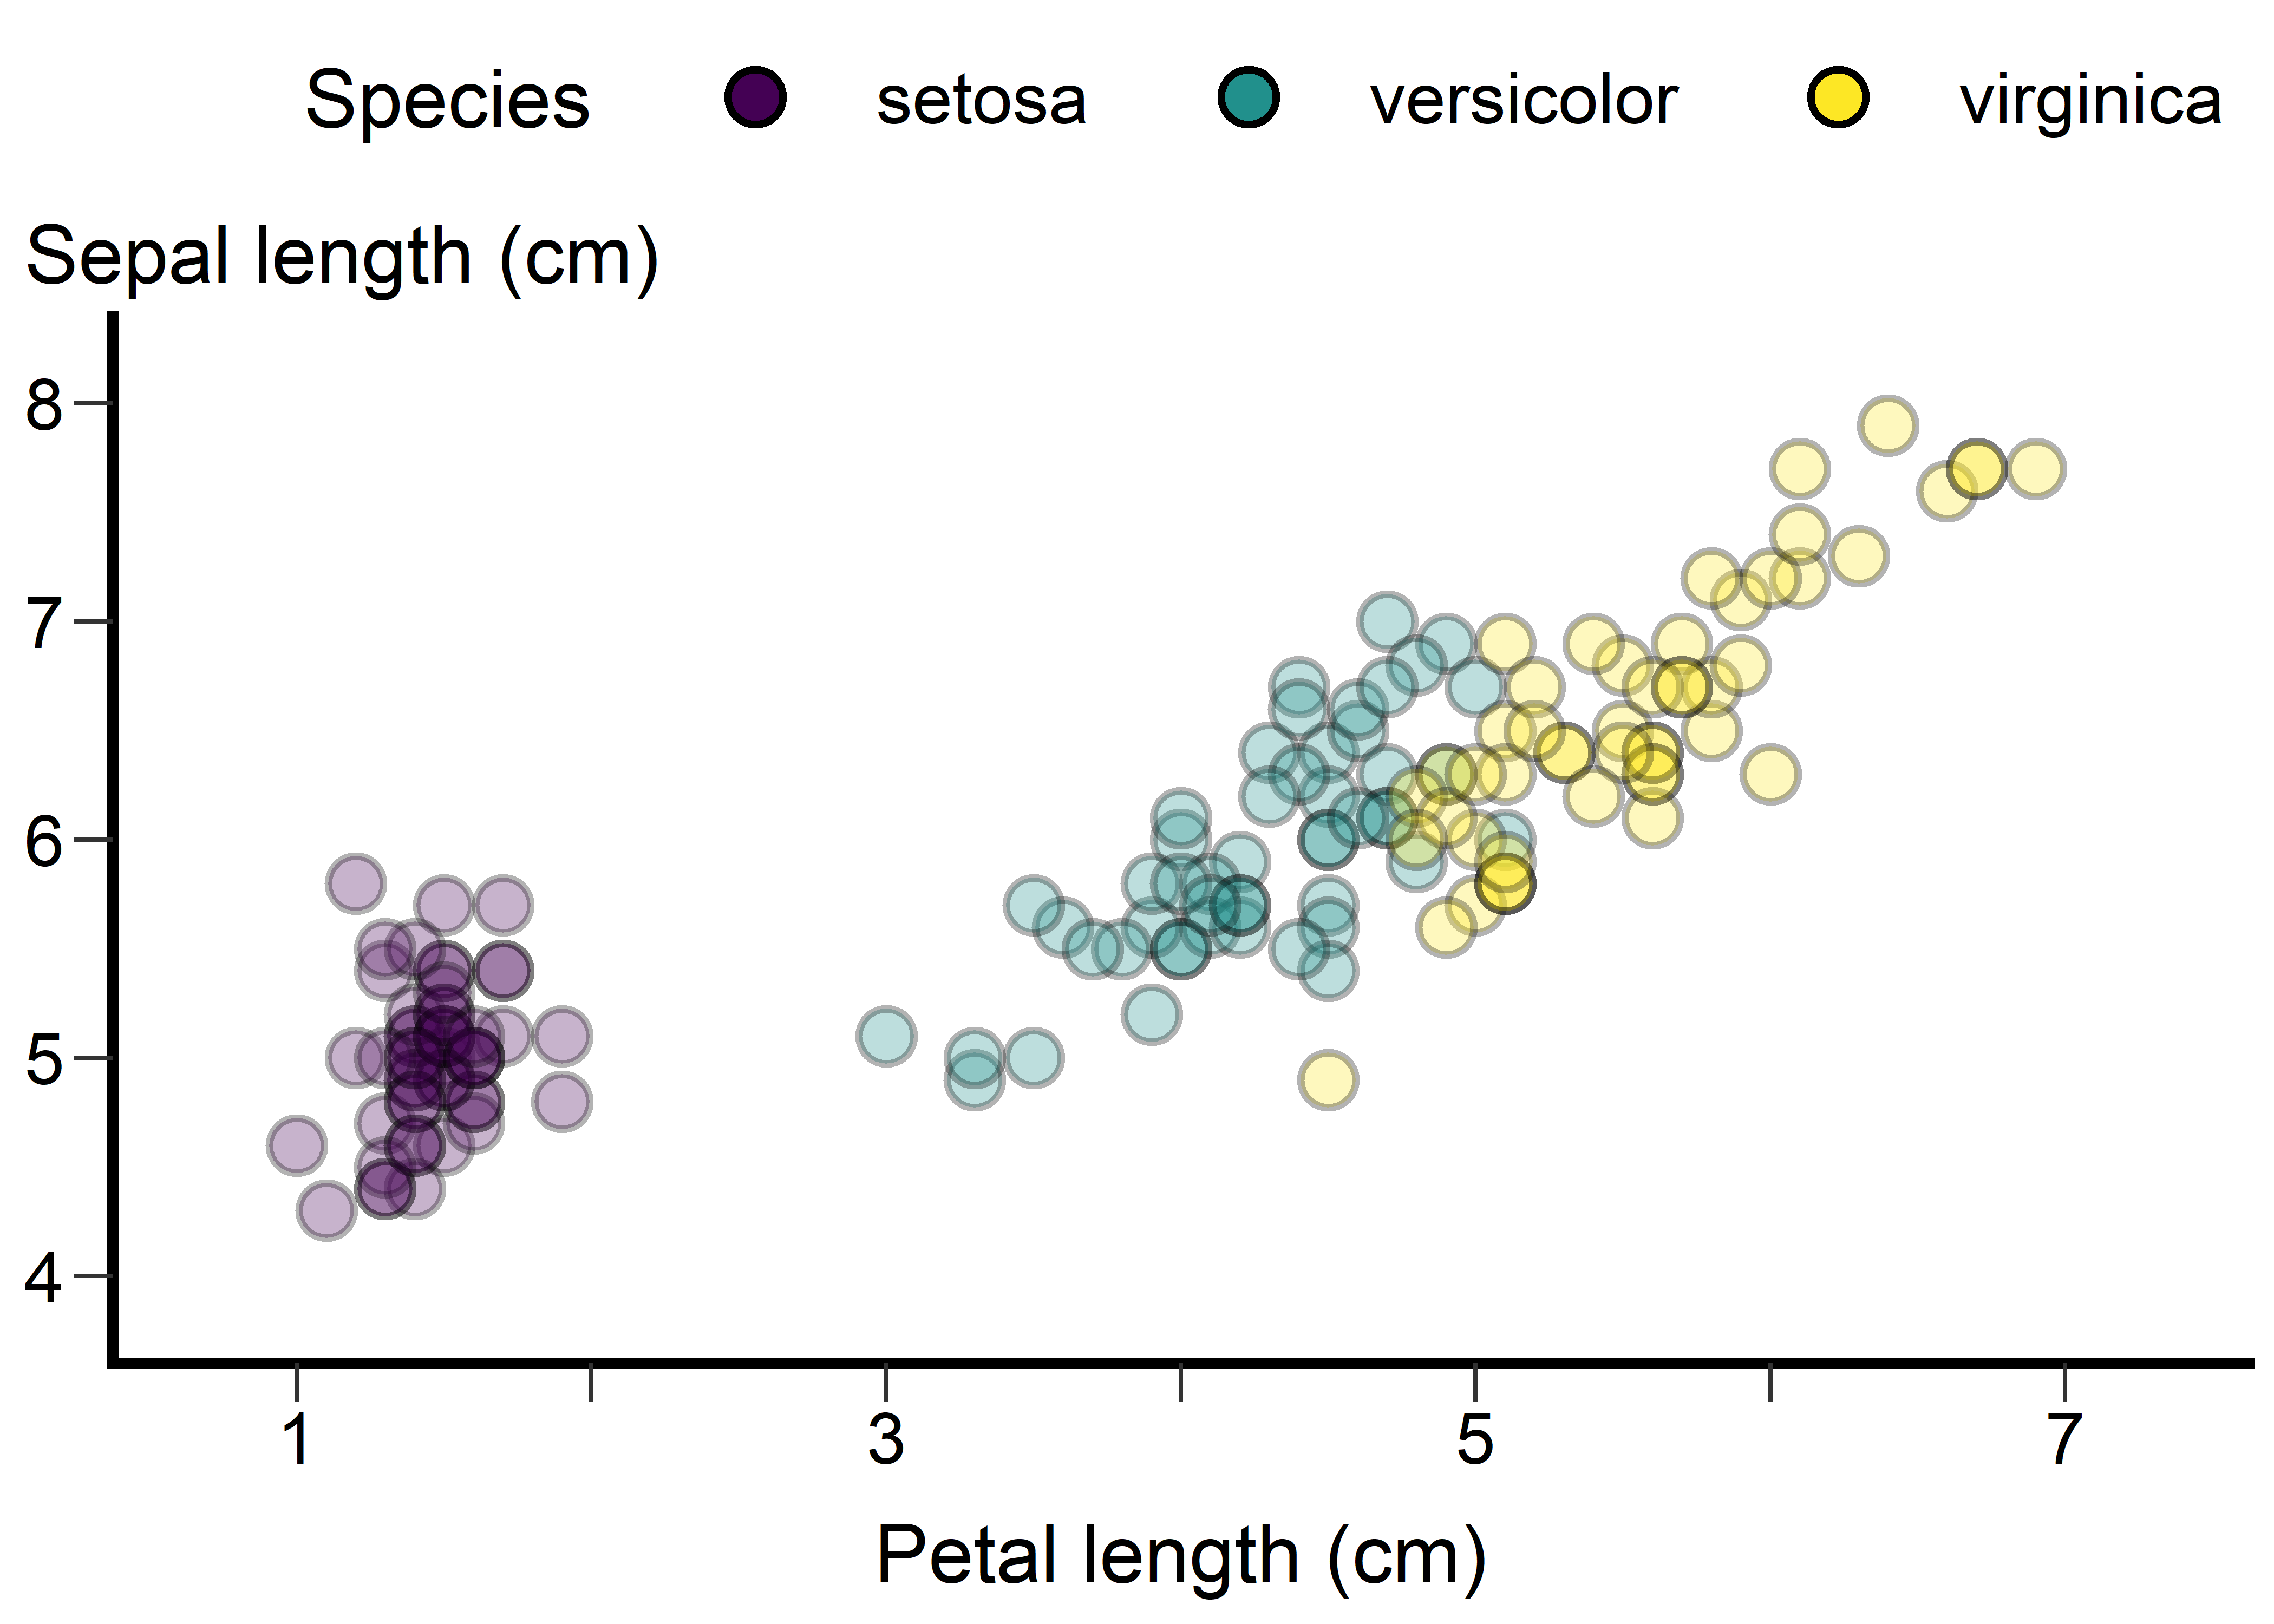 Species setosa versicolor virginica
Sepal length (cm)
8
7
6
5
4
1 3 5 7
Petal length (cm)